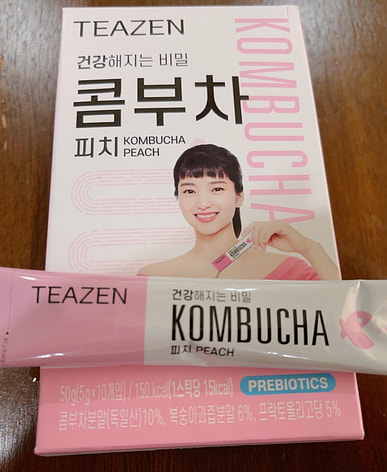 TEAZEN
건강해지는 비밀
콤부차
피치 KOMBUCHA
PEACH
KOMBUCHA
TEAZEN
건강해지는 비밀
KOMBUCHA
피치 PEACH
50g(5g×10개입) / 150 kcal(1스틱당 15kcal) PREBIOTICS
콤부차분말(독일산)10%, 복숭아과즙분말 6%, 프락토올리고당 5%